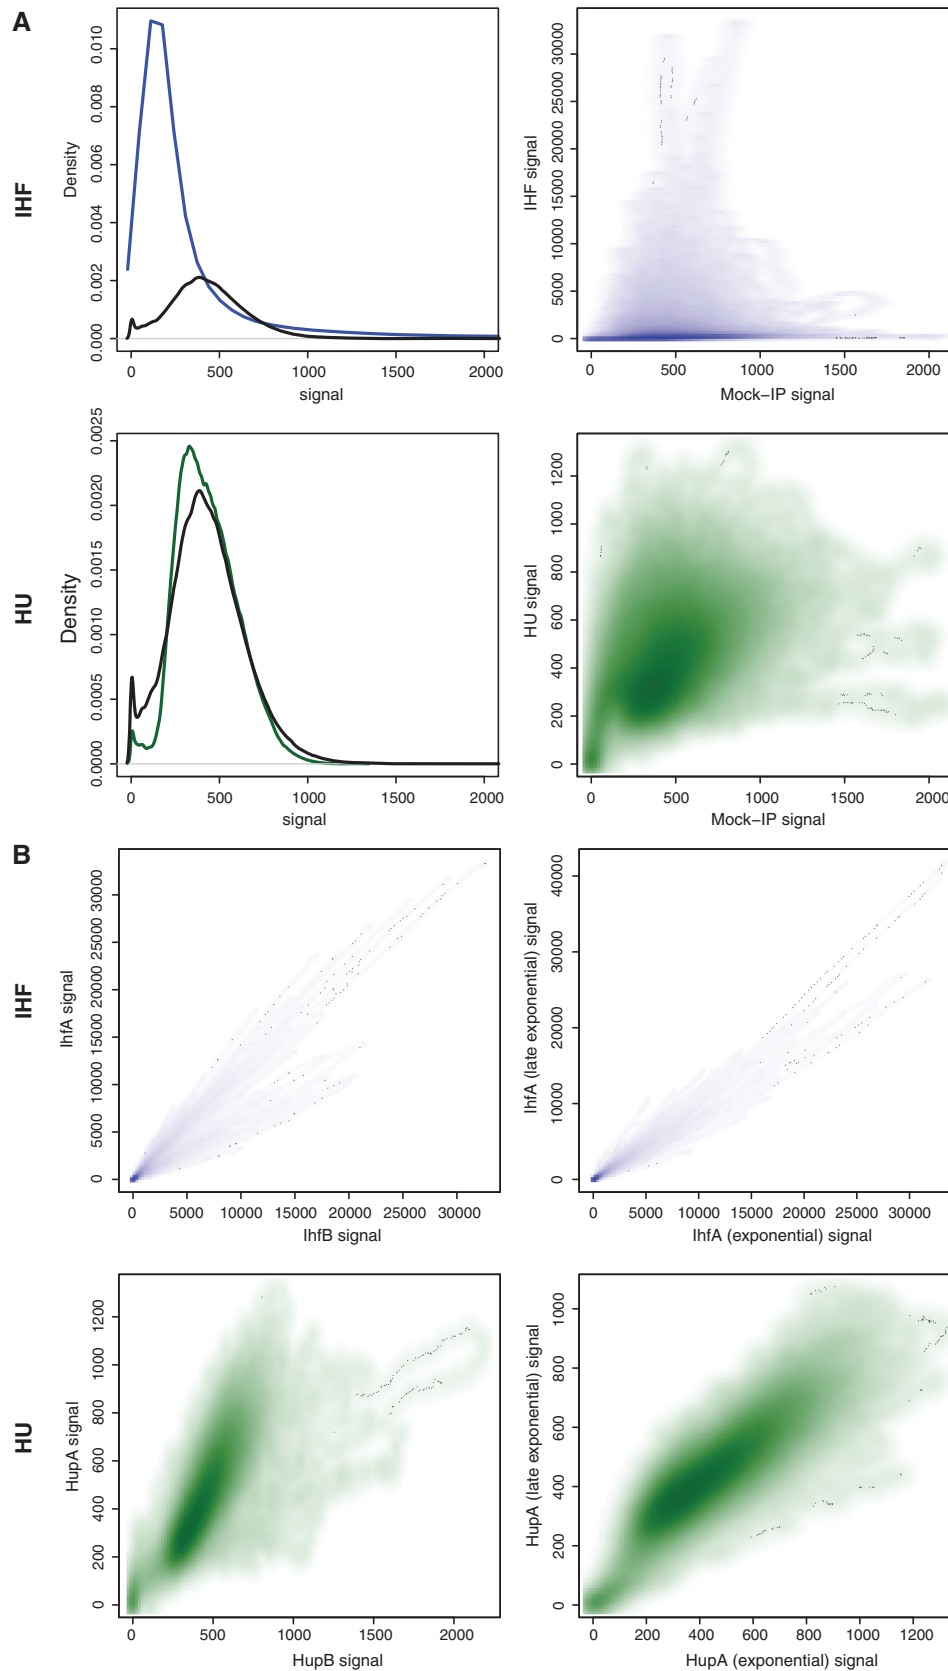 A
IHF
Density
0.000 0.002 0.004 0.006 0.008 0.010
0 500 1000 1500 2000
signal
IHF signal
0 5000 10000 15000 20000 25000 30000
0 500 1000 1500 2000
Mock−IP signal
HU
Density
0.0000 0.0005 0.0010 0.0015 0.0020 0.0025
0 500 1000 1500 2000
signal
HU signal
0 200 400 600 800 1000 1200
0 500 1000 1500 2000
Mock−IP signal
B
IHF
IhfA signal
0 5000 10000 15000 20000 25000 30000
0 5000 10000 15000 20000 25000 30000
IhfB signal
IhfA (late exponential) signal
0 10000 20000 30000 40000
0 5000 10000 15000 20000 25000 30000
IhfA (exponential) signal
HU
HupA signal
0 200 400 600 800 1000 1200
0 500 1000 1500 2000
HupB signal
HupA (late exponential) signal
0 200 400 600 800 1000
0 200 400 600 800 1000 1200
HupA (exponential) signal